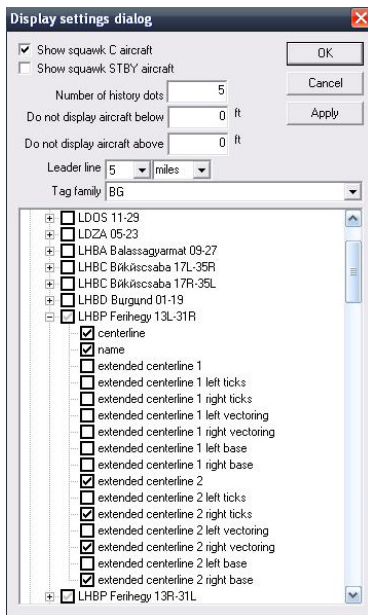 Display settings dialog
Show squawk C aircraft
OK
Show squawk STBY aircraft
Cancel
Number of history dots 5
Do not display aircraft below 0 ft
Apply
Do not display aircraft above 0 ft
Leader line 5 miles
Tag family BG
LDOS 11-29
LDZA 05-23
LHBA Balassagyarmat 09-27
LHBC Bйkйscsaba 17L-35R
LHBC Bйkйscsaba 17R-35L
LHBD Burgund 01-19
LHBP Ferihegy 13L-31R
centerline
name
extended centerline 1
extended centerline 1 left ticks
extended centerline 1 right ticks
extended centerline 1 left vectoring
extended centerline 1 right vectoring
extended centerline 1 left base
extended centerline 1 right base
extended centerline 2
extended centerline 2 left ticks
extended centerline 2 right ticks
extended centerline 2 left vectoring
extended centerline 2 right vectoring
extended centerline 2 left base
extended centerline 2 right base
LHBP Ferihegy 13R-31L